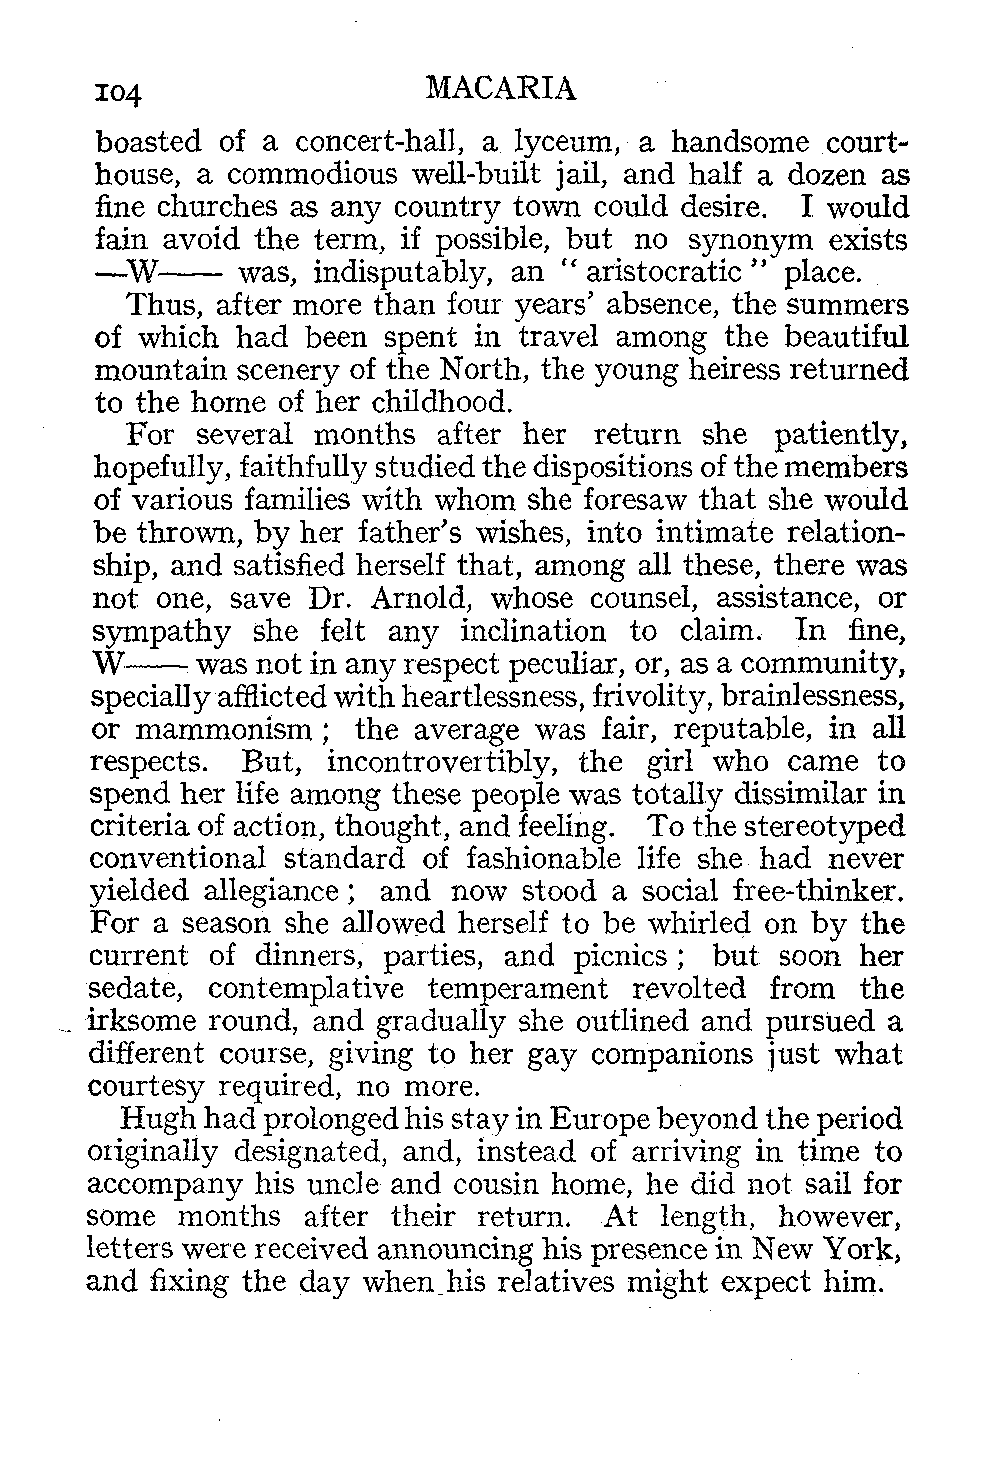 104 MACARIA
boasted of a concert-hall, a lyceum, a handsome court-
house, a commodious well-built jail, and half a dozen as
fine churches as any country town could desire. I would
fain avoid the term, if possible, but no synonym exists
—W—— was, indisputably, an “ aristocratic ” place.
Thus, after more than four years’ absence, the summers
of which had been spent in travel among the beautiful
mountain scenery of the North, the young heiress returned
to the home of her childhood.
For several months after her return she patiently,
hopefully, faithfully studied the dispositions of the members
of various families with whom she foresaw that she would
be thrown, by her father’s wishes, into intimate relation-
ship, and satisfied herself that, among all these, there was
not one, save Dr. Arnold, whose counsel, assistance, or
sympathy she felt any inclination to claim. In fine,
W—— was not in any respect peculiar, or, as a community,
specially afflicted with heartlessness, frivolity, brainlessness,
or mammonism ; the average was fair, reputable, in all
respects. But, incontrovertibly, the girl who came to
spend her life among these people was totally dissimilar in
criteria of action, thought, and feeling. To the stereotyped
conventional standard of fashionable life she had never
yielded allegiance ; and now stood a social free-thinker.
For a season she allowed herself to be whirled on by the
current of dinners, parties, and picnics ; but soon her
sedate, contemplative temperament revolted from the
irksome round, and gradually she outlined and pursued a
different course, giving to her gay companions just what
courtesy required, no more.
Hugh had prolonged his stay in Europe beyond the period
originally designated, and, instead of arriving in time to
accompany his uncle and cousin home, he did not sail for
some months after their return. At length, however,
letters were received announcing his presence in New York,
and fixing the day when his relatives might expect him.